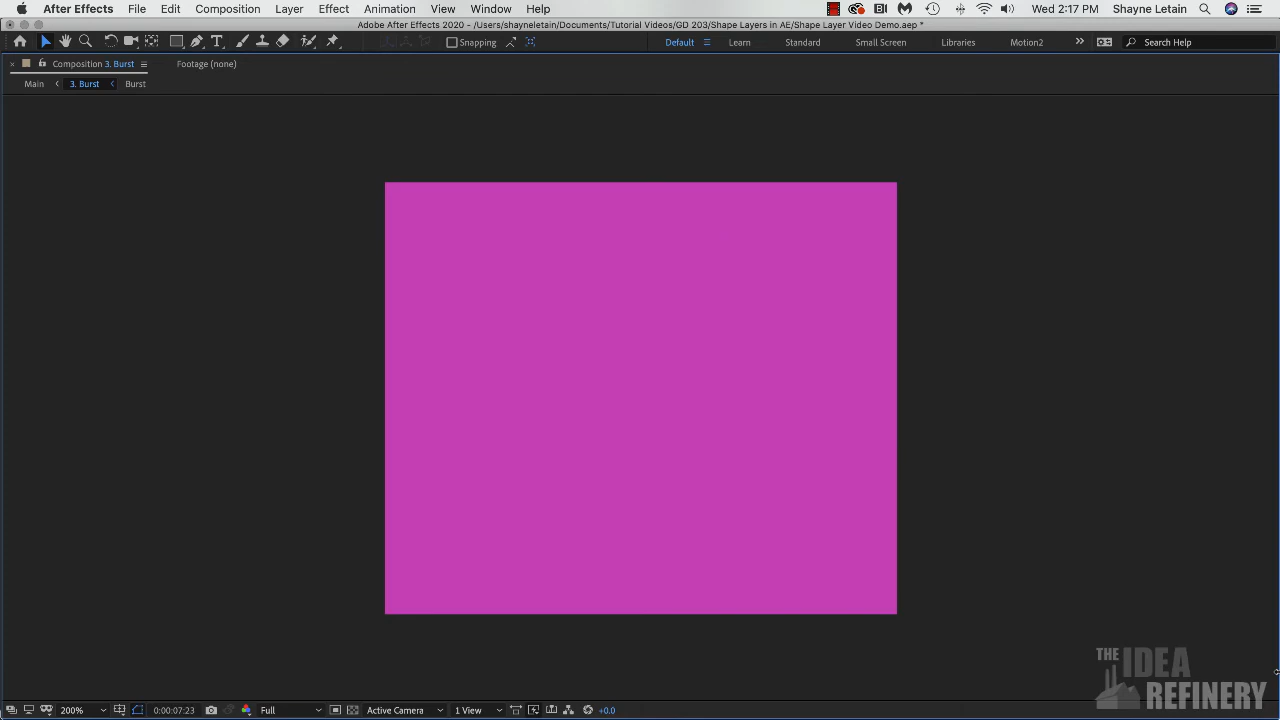 After Effects File Edit Composition Layer Effect Animation View Window Help Wed 2:17 PM Shayne Letain
Adobe After Effects 2020 - /Users/shayneletain/Documents/Tutorial Videos/GD 203/Shape Layers in AE/Shape Layer Video Demo.aep *
Snapping Default Learn Standard Small Screen Libraries Motion2 Search Help
Composition 3. Burst Footage (none)
Main 3. Burst Burst
THE IDEA
REFINERY
200% 0:00:07:23 Full Active Camera 1 View +0.0